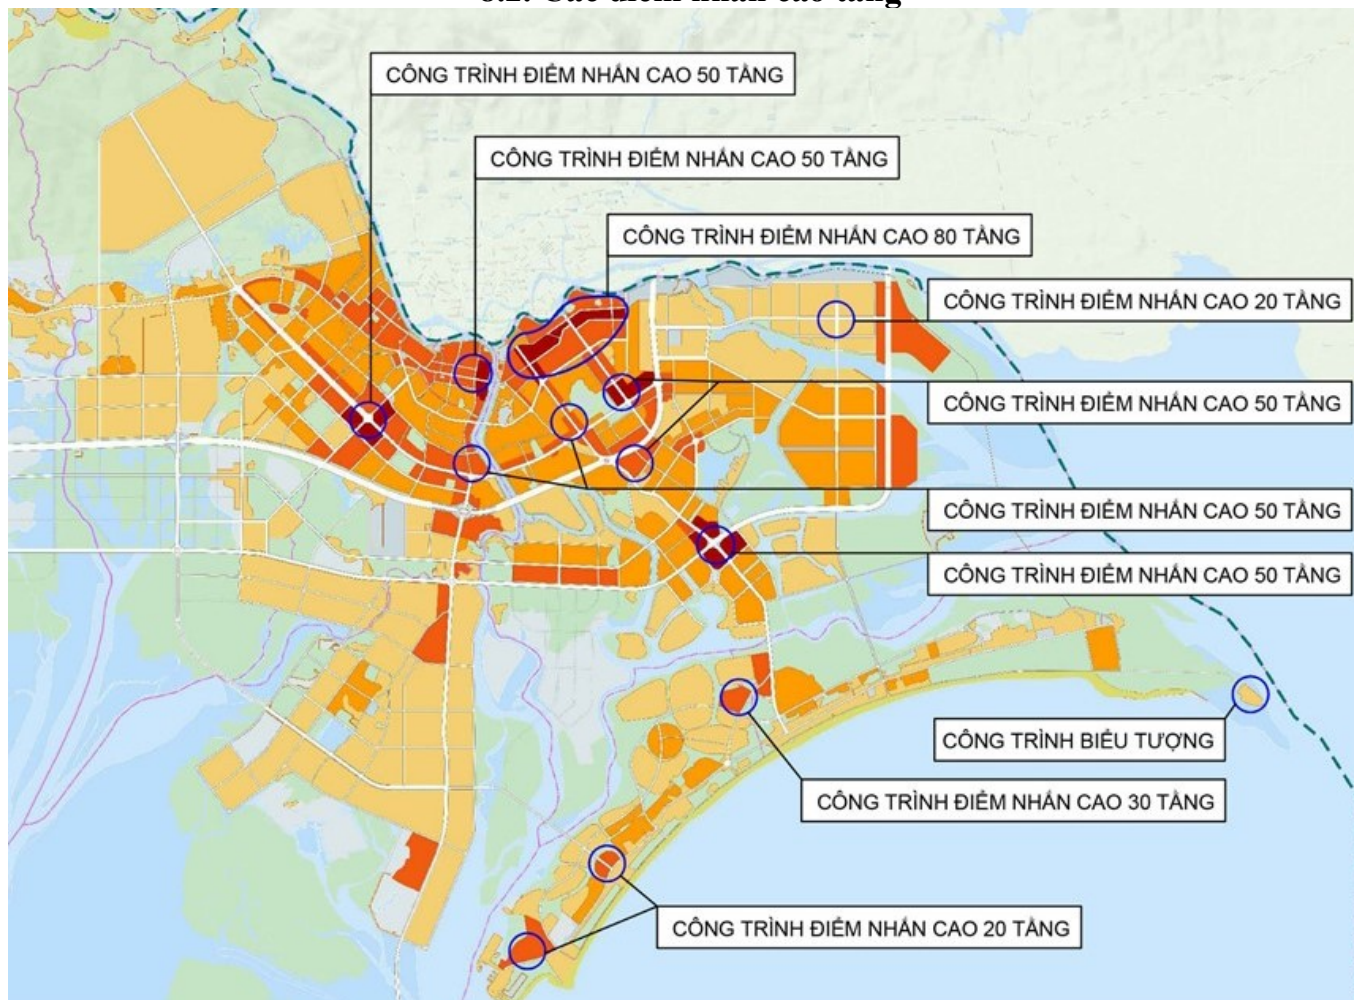 CÔNG TRÌNH ĐIỂM NHẤN CAO 50 TẦNG
CÔNG TRÌNH ĐIỂM NHẤN CAO 50 TẦNG
CÔNG TRÌNH ĐIỂM NHẤN CAO 80 TẦNG
CÔNG TRÌNH ĐIỂM NHẤN CAO 20 TẦNG
CÔNG TRÌNH ĐIỂM NHẤN CAO 50 TẦNG
CÔNG TRÌNH ĐIỂM NHẤN CAO 50 TẦNG
CÔNG TRÌNH ĐIỂM NHẤN CAO 50 TẦNG
CÔNG TRÌNH BIỂU TƯỢNG
CÔNG TRÌNH ĐIỂM NHẤN CAO 30 TẦNG
CÔNG TRÌNH ĐIỂM NHẤN CAO 20 TẦNG